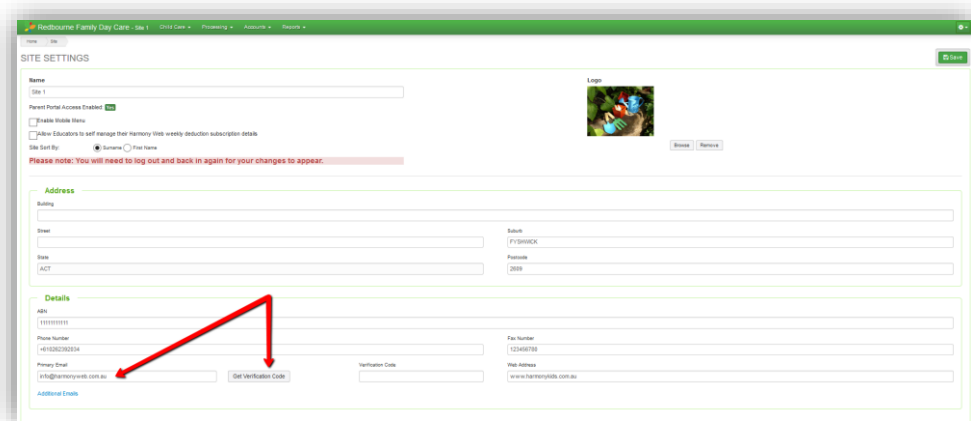 Redbourne Family Day Care - Site 1 Child Care Processing Accounts Reports
Home Site
SITE SETTINGS
Save
Name
Logo
Site 1
Parent Portal Access Enabled Yes
Enable Mobile Menu
Allow Educators to self manage their Harmony Web weekly deduction subscription details
Site Sort By: Surname First Name
Browse Remove
Please note: You will need to log out and back in again for your changes to appear.
Address
Building
Street Suburb
FYSHWICK
State Postcode
ACT 2609
Details
ABN
11111111111
Phone Number Fax Number
+610262392834 123456788
Primary Email Verification Code Web Address
info@harmonyweb.com.au Get Verification Code www.harmonykids.com.au
Additional Emails